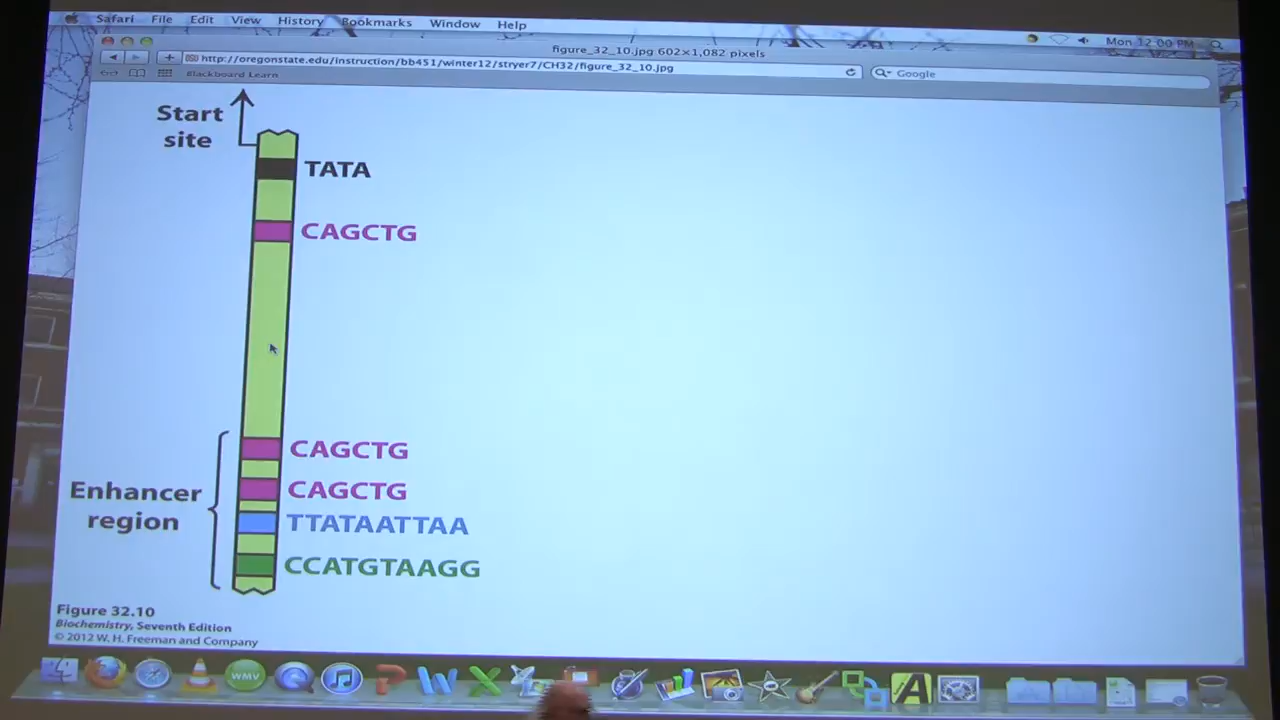 Safari File Edit View History Bookmarks Window Help
Mon 12:00 PM
figure_32_10.jpg 602×1,082 pixels
http://oregonstate.edu/instruction/bb451/winter12/stryer7/CH32/figure_32_10.jpg
Google
Blackboard Learn
Start
site
TATA
CAGCTG
CAGCTG
CAGCTG
Enhancer
region
TTATAATTAA
CCATGTAAGG
Figure 32.10
Biochemistry, Seventh Edition
© 2012 W. H. Freeman and Company
WMV